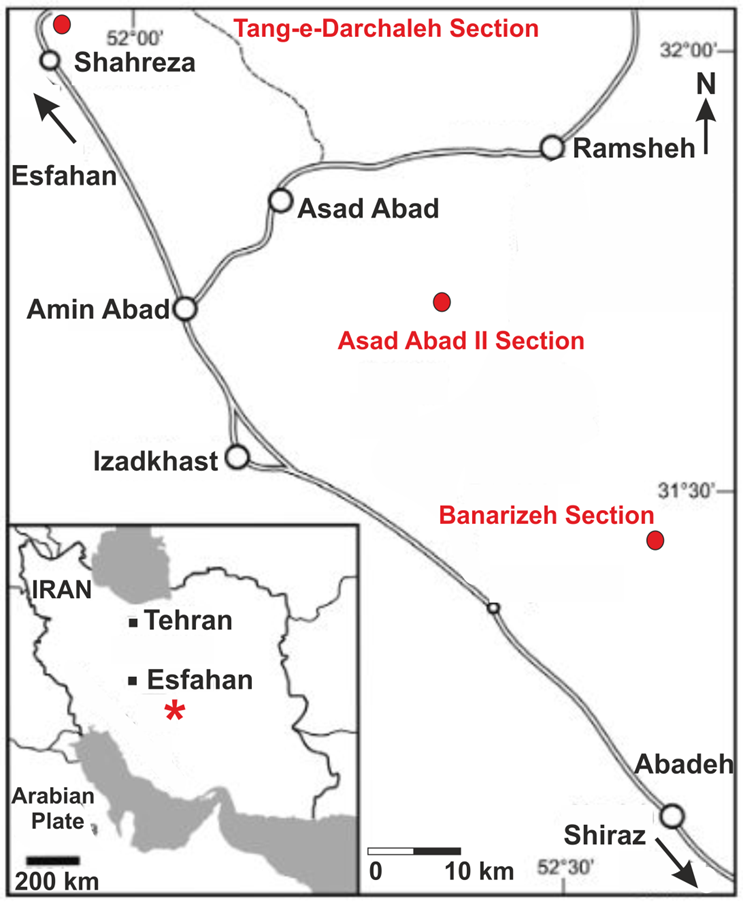 52°00'
Tang-e-Darchaleh Section
32°00'
Shahreza
N
Ramsheh
Esfahan
Asad Abad
Amin Abad
Asad Abad II Section
Izadkhast
31°30'
Banarizeh Section
IRAN
Tehran
Esfahan
*
Abadeh
Arabian
Plate
Shiraz
200 km
0 10 km
52°30'